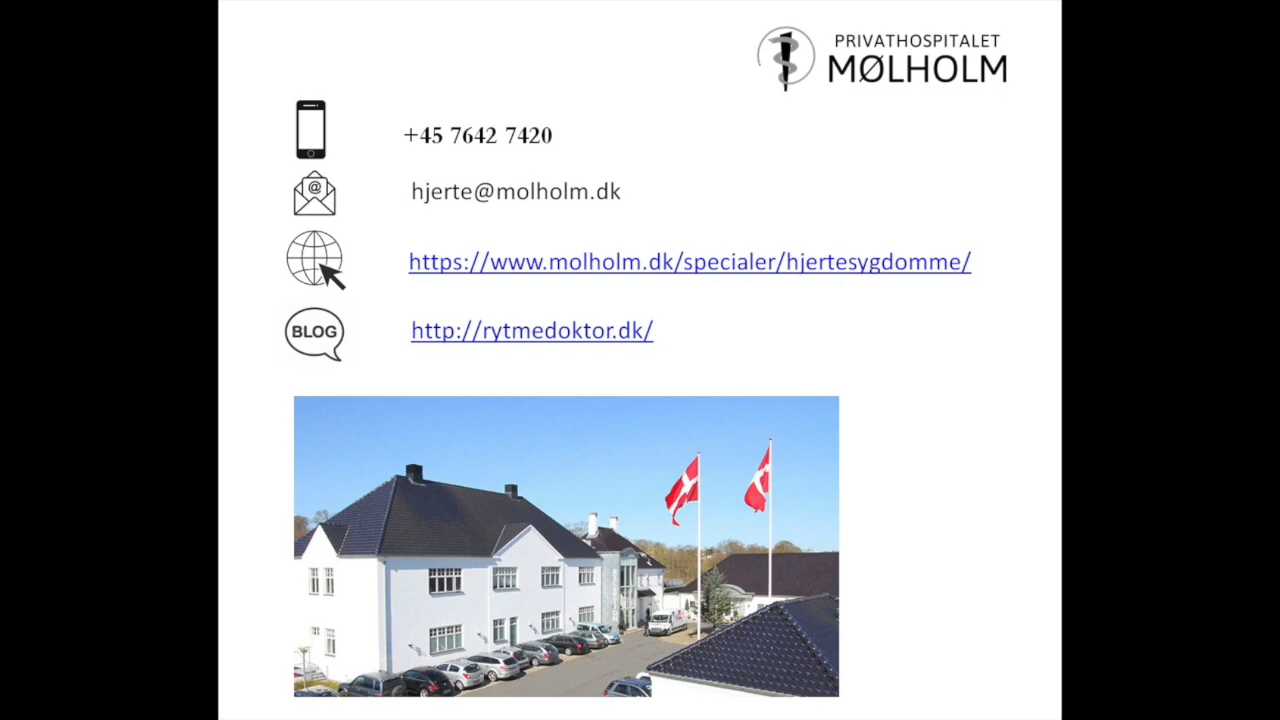 PRIVATHOSPITALET
MØLHOLM
+45 7642 7420
@
hjerte@molholm.dk
https://www.molholm.dk/specialer/hjertesygdomme/
BLOG
http://rytmedoktor.dk/